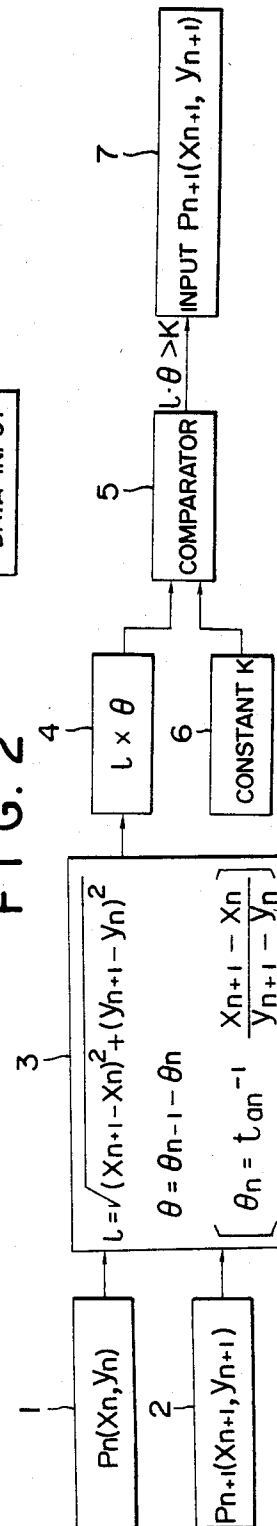 FIG. 2
1
Pn(Xn,Yn)
2
Pn+1(Xn+1,Yn+1)
3
l=√(Xn+1-Xn)²+(Yn+1-Yn)²
θ = θn-1 - θn
[θn = tan⁻¹ Xn+1 - Xn / Yn+1 - Yn]
4
l × θ
6
CONSTANT K
5
COMPARATOR
l·θ >K
7
INPUT Pn+1(Xn+1, Yn+1)